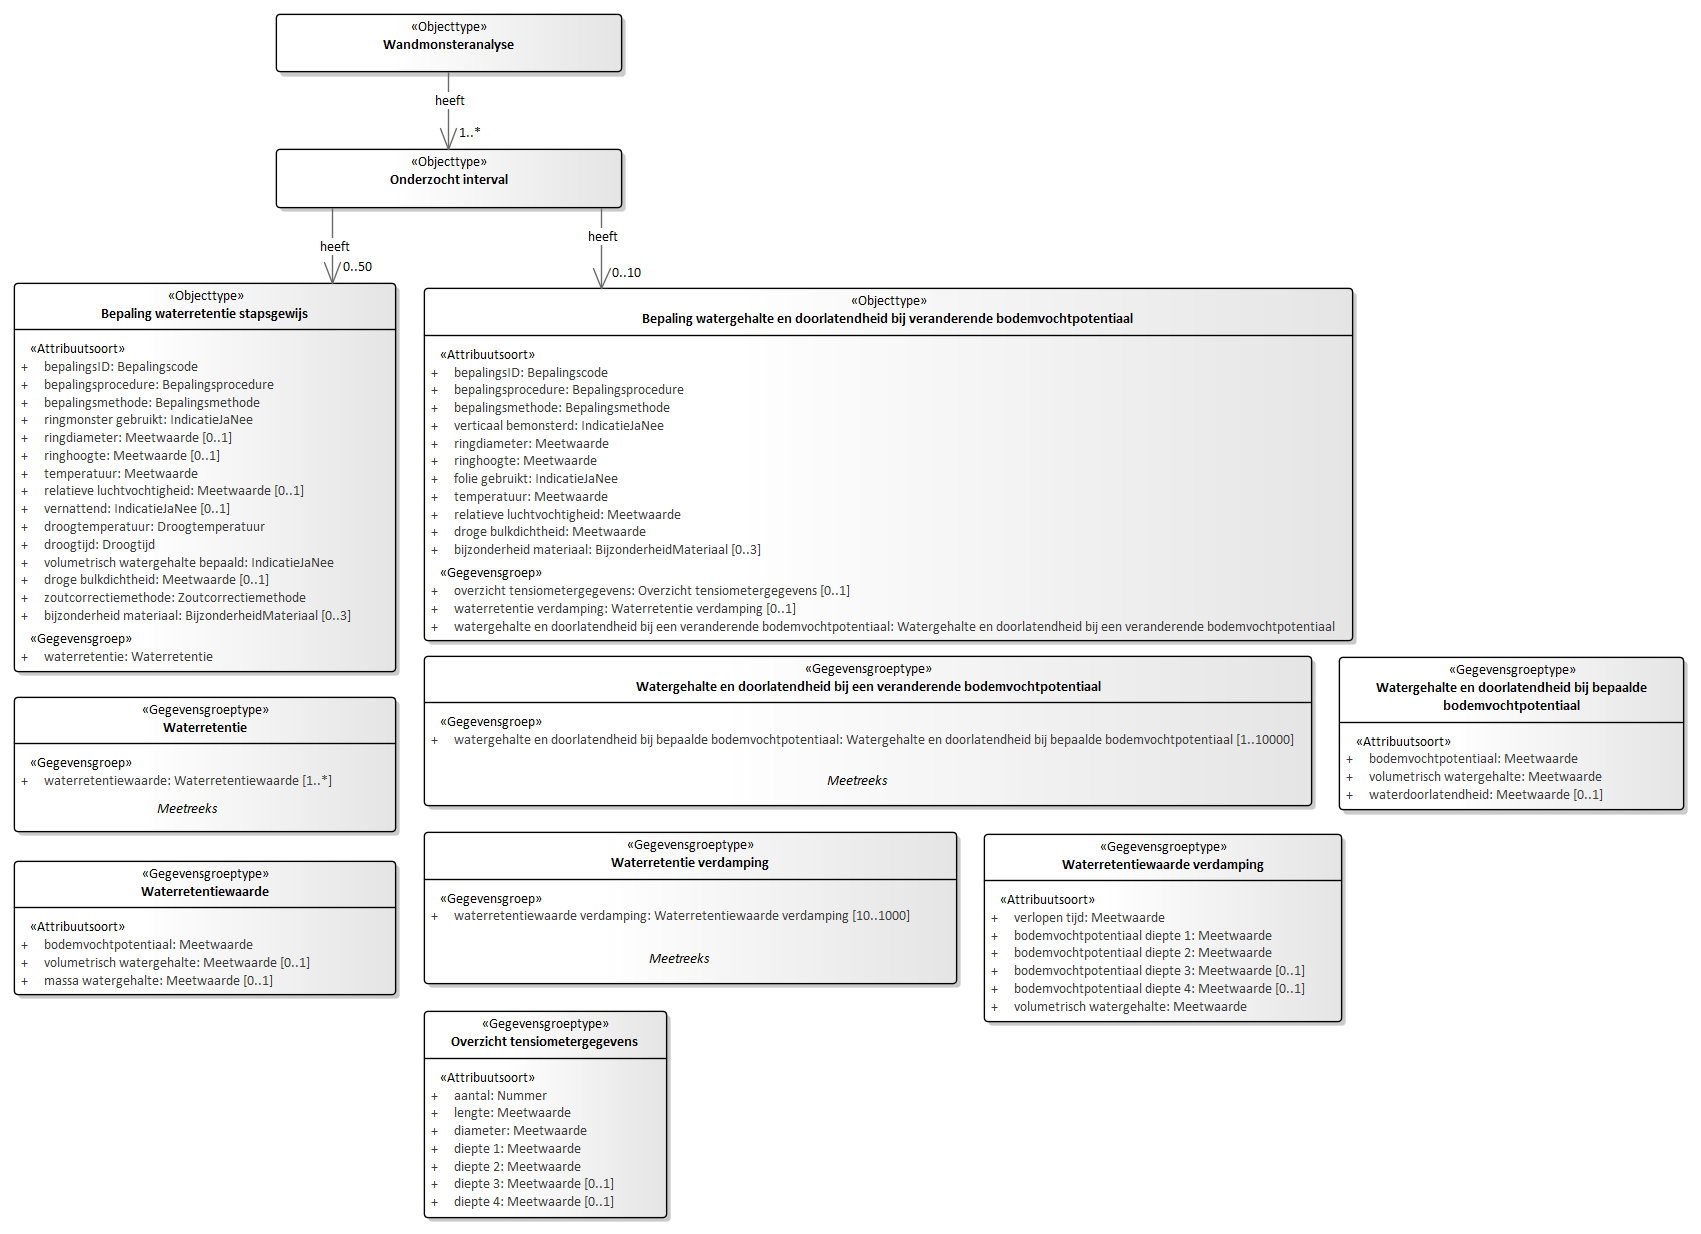 «Objecttype»
Wandmonsteranalyse
heeft
1..*
«Objecttype»
Onderzocht interval
heeft
0..50
heeft
0..10
«Objecttype»
Bepaling waterretentie stapsgewijs
«Attribuutsoort»
+ bepalingsID: Bepalingscode
+ bepalingsprocedure: Bepalingsprocedure
+ bepalingsmethode: Bepalingsmethode
+ ringmonster gebruikt: IndicatieJaNee
+ ringdiameter: Meetwaarde [0..1]
+ ringhoogte: Meetwaarde [0..1]
+ temperatuur: Meetwaarde
+ relatieve luchtvochtigheid: Meetwaarde [0..1]
+ vernattend: IndicatieJaNee [0..1]
+ droogtemperatuur: Droogtemperatuur
+ droogtijd: Droogtijd
+ volumetrisch watergehalte bepaald: IndicatieJaNee
+ droge bulkdichtheid: Meetwaarde [0..1]
+ zoutcorrectiemethode: Zoutcorrectiemethode
+ bijzonderheid materiaal: BijzonderheidMateriaal [0..3]
«Gegevensgroep»
+ waterretentie: Waterretentie
«Objecttype»
Bepaling watergehalte en doorlatendheid bij veranderende bodemvochtpotentiaal
«Attribuutsoort»
+ bepalingsID: Bepalingscode
+ bepalingsprocedure: Bepalingsprocedure
+ bepalingsmethode: Bepalingsmethode
+ verticaal bemonsterd: IndicatieJaNee
+ ringdiameter: Meetwaarde
+ ringhoogte: Meetwaarde
+ folie gebruikt: IndicatieJaNee
+ temperatuur: Meetwaarde
+ relatieve luchtvochtigheid: Meetwaarde
+ droge bulkdichtheid: Meetwaarde
+ bijzonderheid materiaal: BijzonderheidMateriaal [0..3]
«Gegevensgroep»
+ overzicht tensiometergegevens: Overzicht tensiometergegevens [0..1]
+ waterretentie verdamping: Waterretentie verdamping [0..1]
+ watergehalte en doorlatendheid bij een veranderende bodemvochtpotentiaal: Watergehalte en doorlatendheid bij een veranderende bodemvochtpotentiaal
«Gegevensgroeptype»
Waterretentie
«Gegevensgroep»
+ waterretentiewaarde: Waterretentiewaarde [1..*]
Meetreeks
«Gegevensgroeptype»
Watergehalte en doorlatendheid bij een veranderende bodemvochtpotentiaal
«Gegevensgroep»
+ watergehalte en doorlatendheid bij bepaalde bodemvochtpotentiaal: Watergehalte en doorlatendheid bij bepaalde bodemvochtpotentiaal [1..10000]
Meetreeks
«Gegevensgroeptype»
Watergehalte en doorlatendheid bij bepaalde
bodemvochtpotentiaal
«Attribuutsoort»
+ bodemvochtpotentiaal: Meetwaarde
+ volumetrisch watergehalte: Meetwaarde
+ waterdoorlatendheid: Meetwaarde [0..1]
«Gegevensgroeptype»
Waterretentiewaarde
«Attribuutsoort»
+ bodemvochtpotentiaal: Meetwaarde
+ volumetrisch watergehalte: Meetwaarde [0..1]
+ massa watergehalte: Meetwaarde [0..1]
«Gegevensgroeptype»
Waterretentie verdamping
«Gegevensgroep»
+ waterretentiewaarde verdamping: Waterretentiewaarde verdamping [10..1000]
Meetreeks
«Gegevensgroeptype»
Waterretentiewaarde verdamping
«Attribuutsoort»
+ verlopen tijd: Meetwaarde
+ bodemvochtpotentiaal diepte 1: Meetwaarde
+ bodemvochtpotentiaal diepte 2: Meetwaarde
+ bodemvochtpotentiaal diepte 3: Meetwaarde [0..1]
+ bodemvochtpotentiaal diepte 4: Meetwaarde [0..1]
+ volumetrisch watergehalte: Meetwaarde
«Gegevensgroeptype»
Overzicht tensiometergegevens
«Attribuutsoort»
+ aantal: Nummer
+ lengte: Meetwaarde
+ diameter: Meetwaarde
+ diepte 1: Meetwaarde
+ diepte 2: Meetwaarde
+ diepte 3: Meetwaarde [0..1]
+ diepte 4: Meetwaarde [0..1]